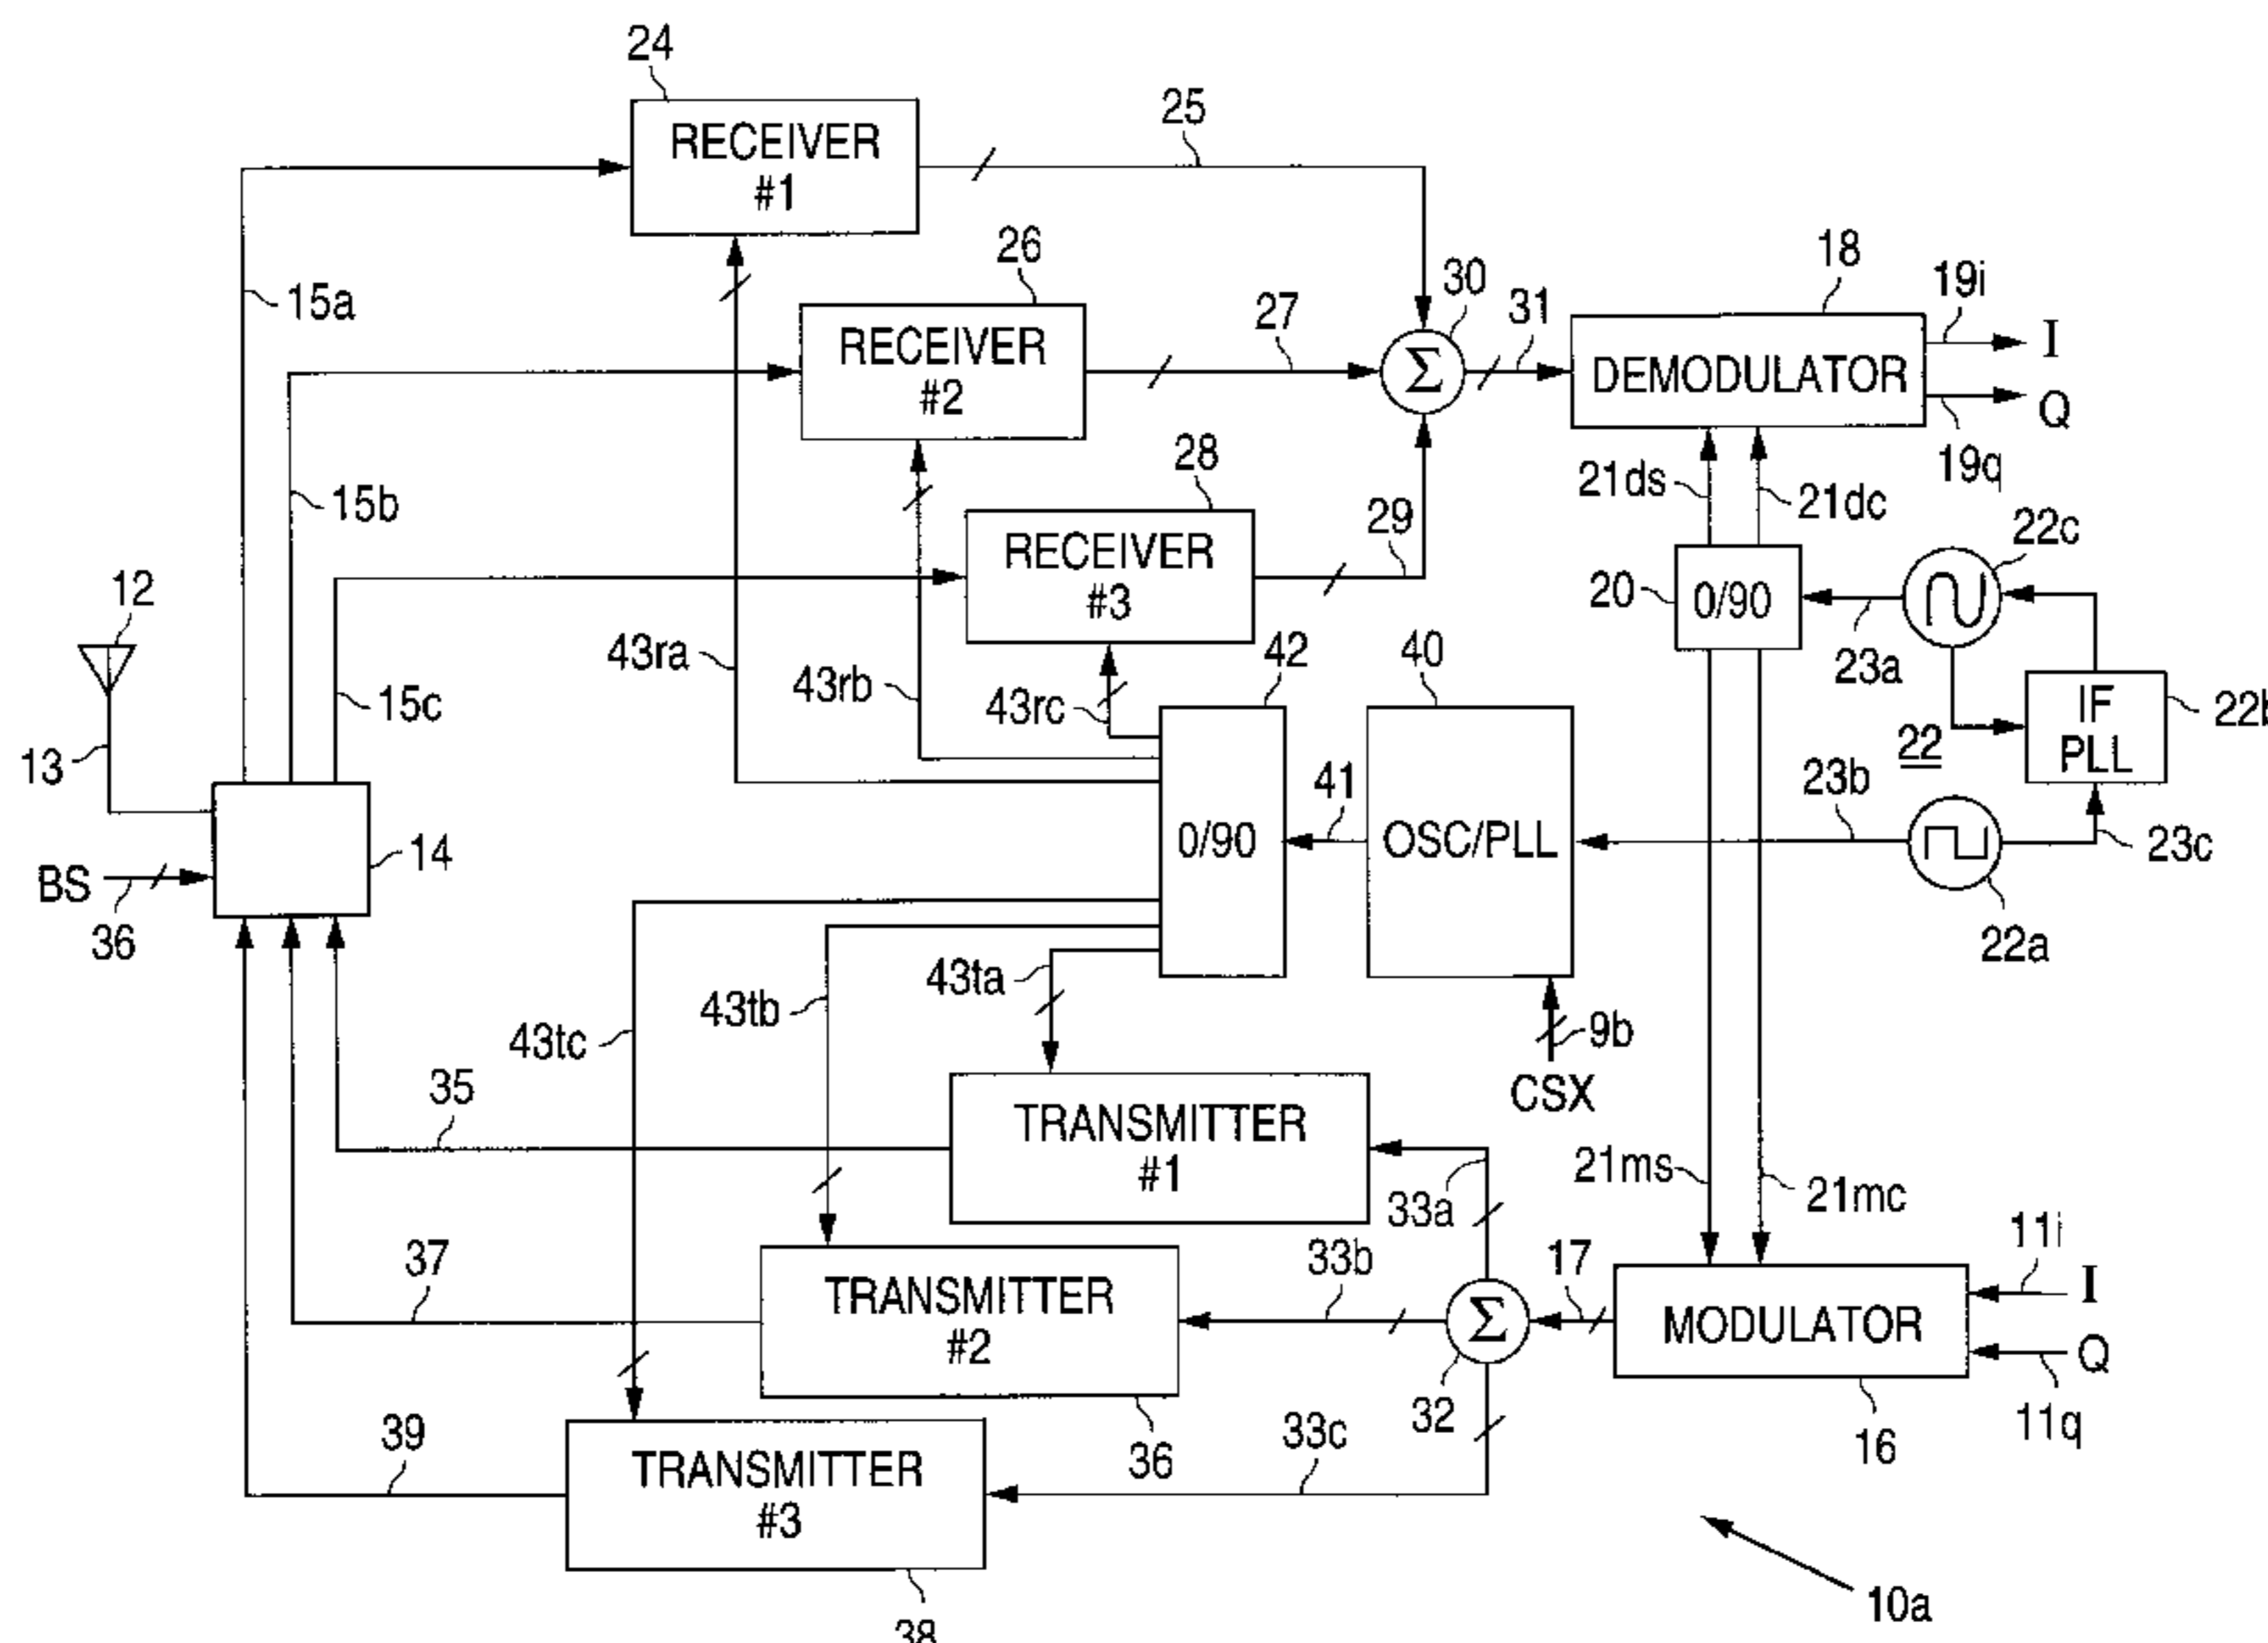 24
RECEIVER
#1
25
15a
26
RECEIVER
#2
27
30
Σ
31
18
DEMODULATOR
19i
I
Q
19q
15b
28
RECEIVER
#3
29
21ds
21dc
22c
20
0/90
23a
12
15c
43ra
43rb
43rc
42
40
IF
PLL
22b
22
13
14
0/90
41
OSC/PLL
23b
23c
22a
BS
36
43ta
43tb
43tc
9b
CSX
35
TRANSMITTER
#1
33a
21ms
21mc
11i
I
37
TRANSMITTER
#2
33b
Σ
17
MODULATOR
Q
11q
32
16
36
39
TRANSMITTER
#3
33c
38
10a